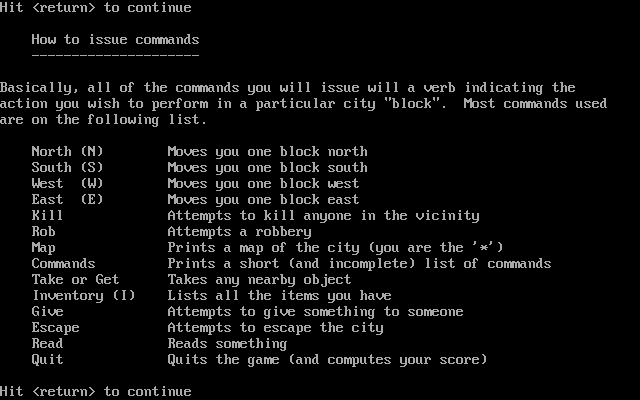 Hit <return> to continue
How to issue commands
---------------------
Basically, all of the commands you will issue will a verb indicating the
action you wish to perform in a particular city "block".  Most commands used
are on the following list.
North (N)        Moves you one block north
South (S)        Moves you one block south
West  (W)        Moves you one block west
East  (E)        Moves you one block east
Kill             Attempts to kill anyone in the vicinity
Rob              Attempts a robbery
Map              Prints a map of the city (you are the '*')
Commands         Prints a short (and incomplete) list of commands
Take or Get      Takes any nearby object
Inventory (I)    Lists all the items you have
Give             Attempts to give something to someone
Escape           Attempts to escape the city
Read             Reads something
Quit             Quits the game (and computes your score)
Hit <return> to continue